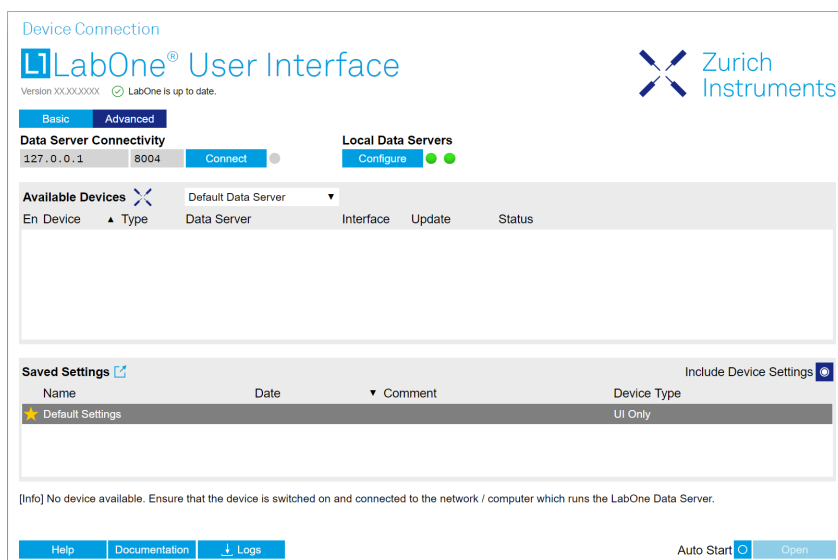 Device Connection
L1 LabOne® User Interface
Zurich
Instruments
Version XX.XX.XXXX LabOne is up to date.
Basic Advanced
Data Server Connectivity Local Data Servers
127.0.0.1 8004 Connect Configure
Available Devices Default Data Server ▼
En Device ▲ Type Data Server Interface Update Status
Saved Settings Include Device Settings
Name Date ▼ Comment Device Type
Default Settings UI Only
[Info] No device available. Ensure that the device is switched on and connected to the network / computer which runs the LabOne Data Server.
Help Documentation Logs Auto Start Open